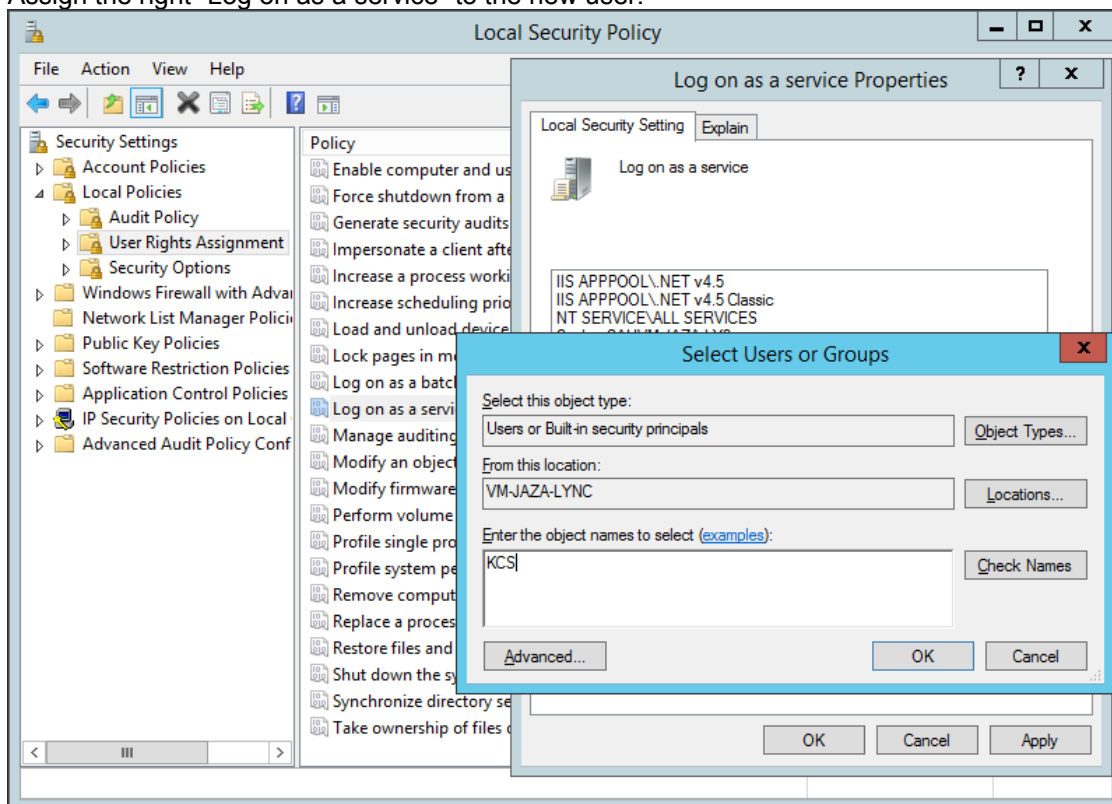 Assign the right "Log on as a service" to the new user.
Local Security Policy
File Action View Help
Security Settings
Account Policies
Local Policies
Audit Policy
User Rights Assignment
Security Options
Windows Firewall with Advar
Network List Manager Polici
Public Key Policies
Software Restriction Policies
Application Control Policies
IP Security Policies on Local
Advanced Audit Policy Conf
Policy
Enable computer and us
Force shutdown from a
Generate security audits
Impersonate a client afte
Increase a process worki
Increase scheduling prio
Load and unload device
Lock pages in me
Log on as a batcl
Log on as a servi
Manage auditing
Modify an object
Modify firmware
Perform volume
Profile single pro
Profile system pe
Remove comput
Replace a proces
Restore files and
Shut down the sy
Synchronize directory se
Take ownership of files o
Log on as a service Properties
? x
Local Security Setting Explain
Log on as a service
IIS APPPOOL\.NET v4.5
IIS APPPOOL\.NET v4.5 Classic
NT SERVICE\ALL SERVICES
Select Users or Groups
x
Select this object type:
Users or Built-in security principals
Object Types...
From this location:
VM-JAZA-LYNC
Locations...
Enter the object names to select (examples):
KCS
Check Names
Advanced...
OK Cancel
OK Cancel Apply